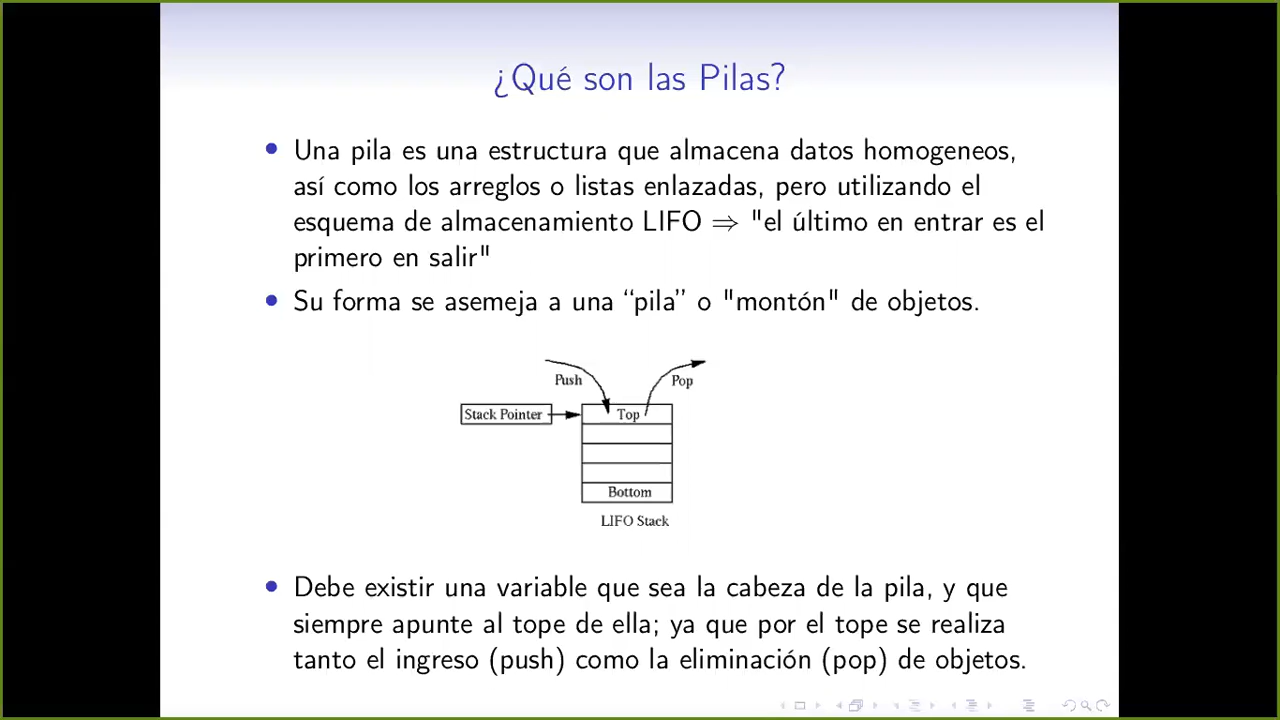 ¿Qué son las Pilas?
Una pila es una estructura que almacena datos homogeneos,
así como los arreglos o listas enlazadas, pero utilizando el
esquema de almacenamiento LIFO ⇒ "el último en entrar es el
primero en salir"
Su forma se asemeja a una “pila” o "montón" de objetos.
Push
Pop
Stack Pointer
Top
Bottom
LIFO Stack
Debe existir una variable que sea la cabeza de la pila, y que
siempre apunte al tope de ella; ya que por el tope se realiza
tanto el ingreso (push) como la eliminación (pop) de objetos.